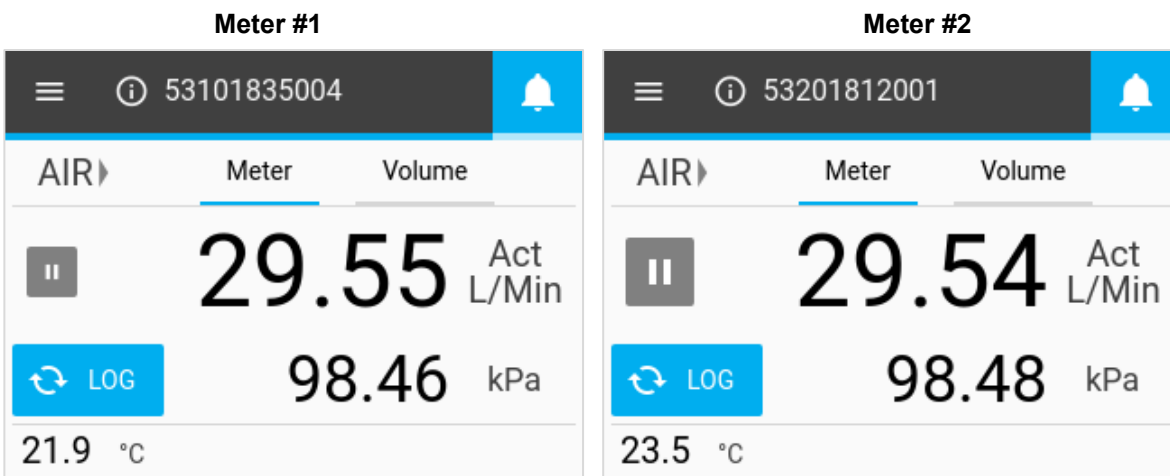 Meter #1
53101835004
AIR Meter Volume
29.55 Act L/Min
LOG 98.46 kPa
21.9 °C
Meter #2
53201812001
AIR Meter Volume
29.54 Act L/Min
LOG 98.48 kPa
23.5 °C